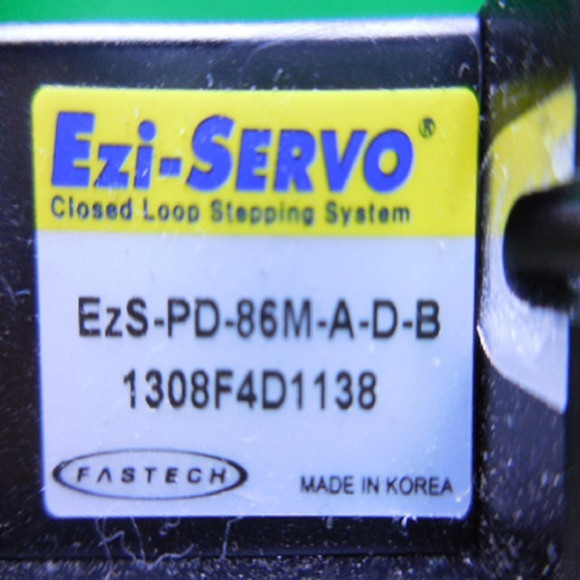 Ezi-SERVO®
Closed Loop Stepping System
EzS-PD-86M-A-D-B
1308F4D1138
FASTECH
MADE IN KOREA